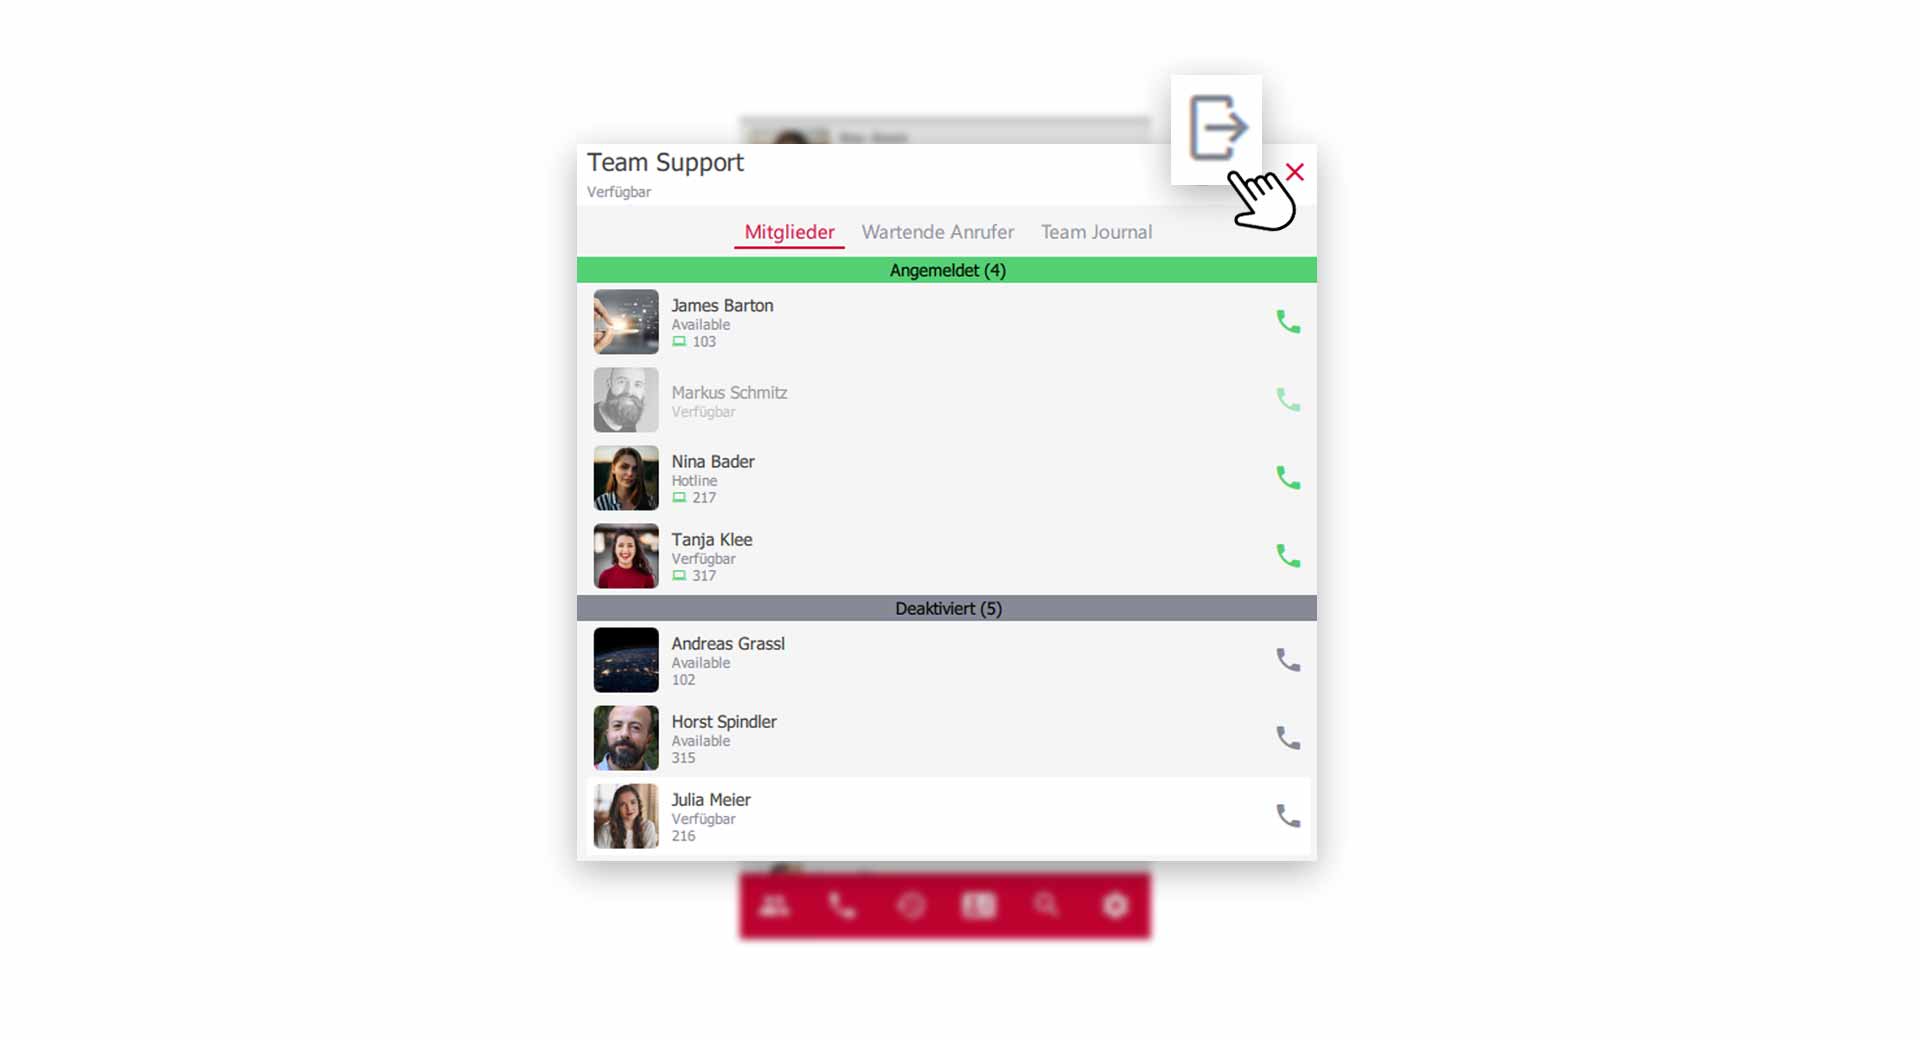 Team Support
Verfügbar
Mitglieder Wartende Anrufer Team Journal
Angemeldet (4)
James Barton
Available
103
Markus Schmitz
Verfügbar
Nina Bader
Hotline
217
Tanja Klee
Verfügbar
317
Deaktiviert (5)
Andreas Grassl
Available
102
Horst Spindler
Available
315
Julia Meier
Verfügbar
216